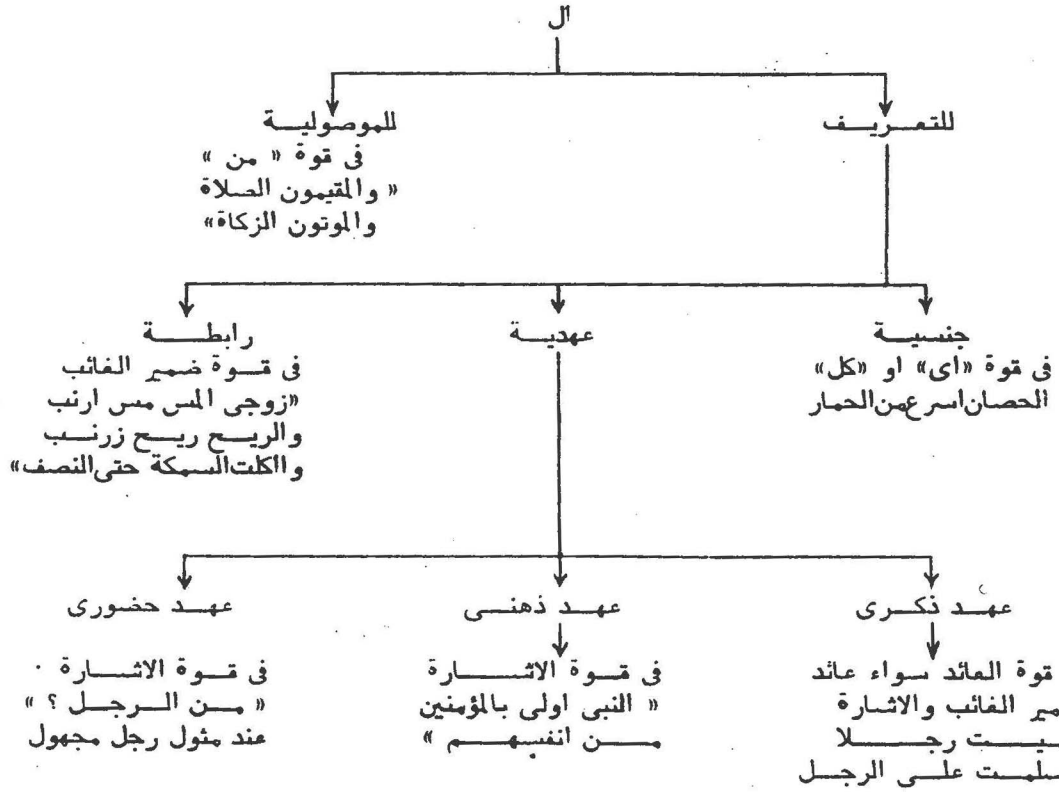 ال
للتعريف
للموصولية
فى قوة « من »
« والمقيمون الصلاة
والموتون الزكاة»
جنسية
فى قوة «اى» او «كل»
الحصان اسرع من الحمار
عهدية
رابطة
فى قوة ضمير الغائب
«زوجى المس مس ارنب
والريح ريح زرنب
واكلت السمكة حتى النصف»
عهد ذكرى
قوة العائد سواء عائد
مير الغائب والاشارة
يت رجلا
سلمت على الرجل
عهد ذهنى
فى قوة الاشارة
« النبى اولى بالمؤمنين
من انفسهم »
عهد حضورى
فى قوة الاشارة
« من الرجل ؟ »
عند مثول رجل مجهول